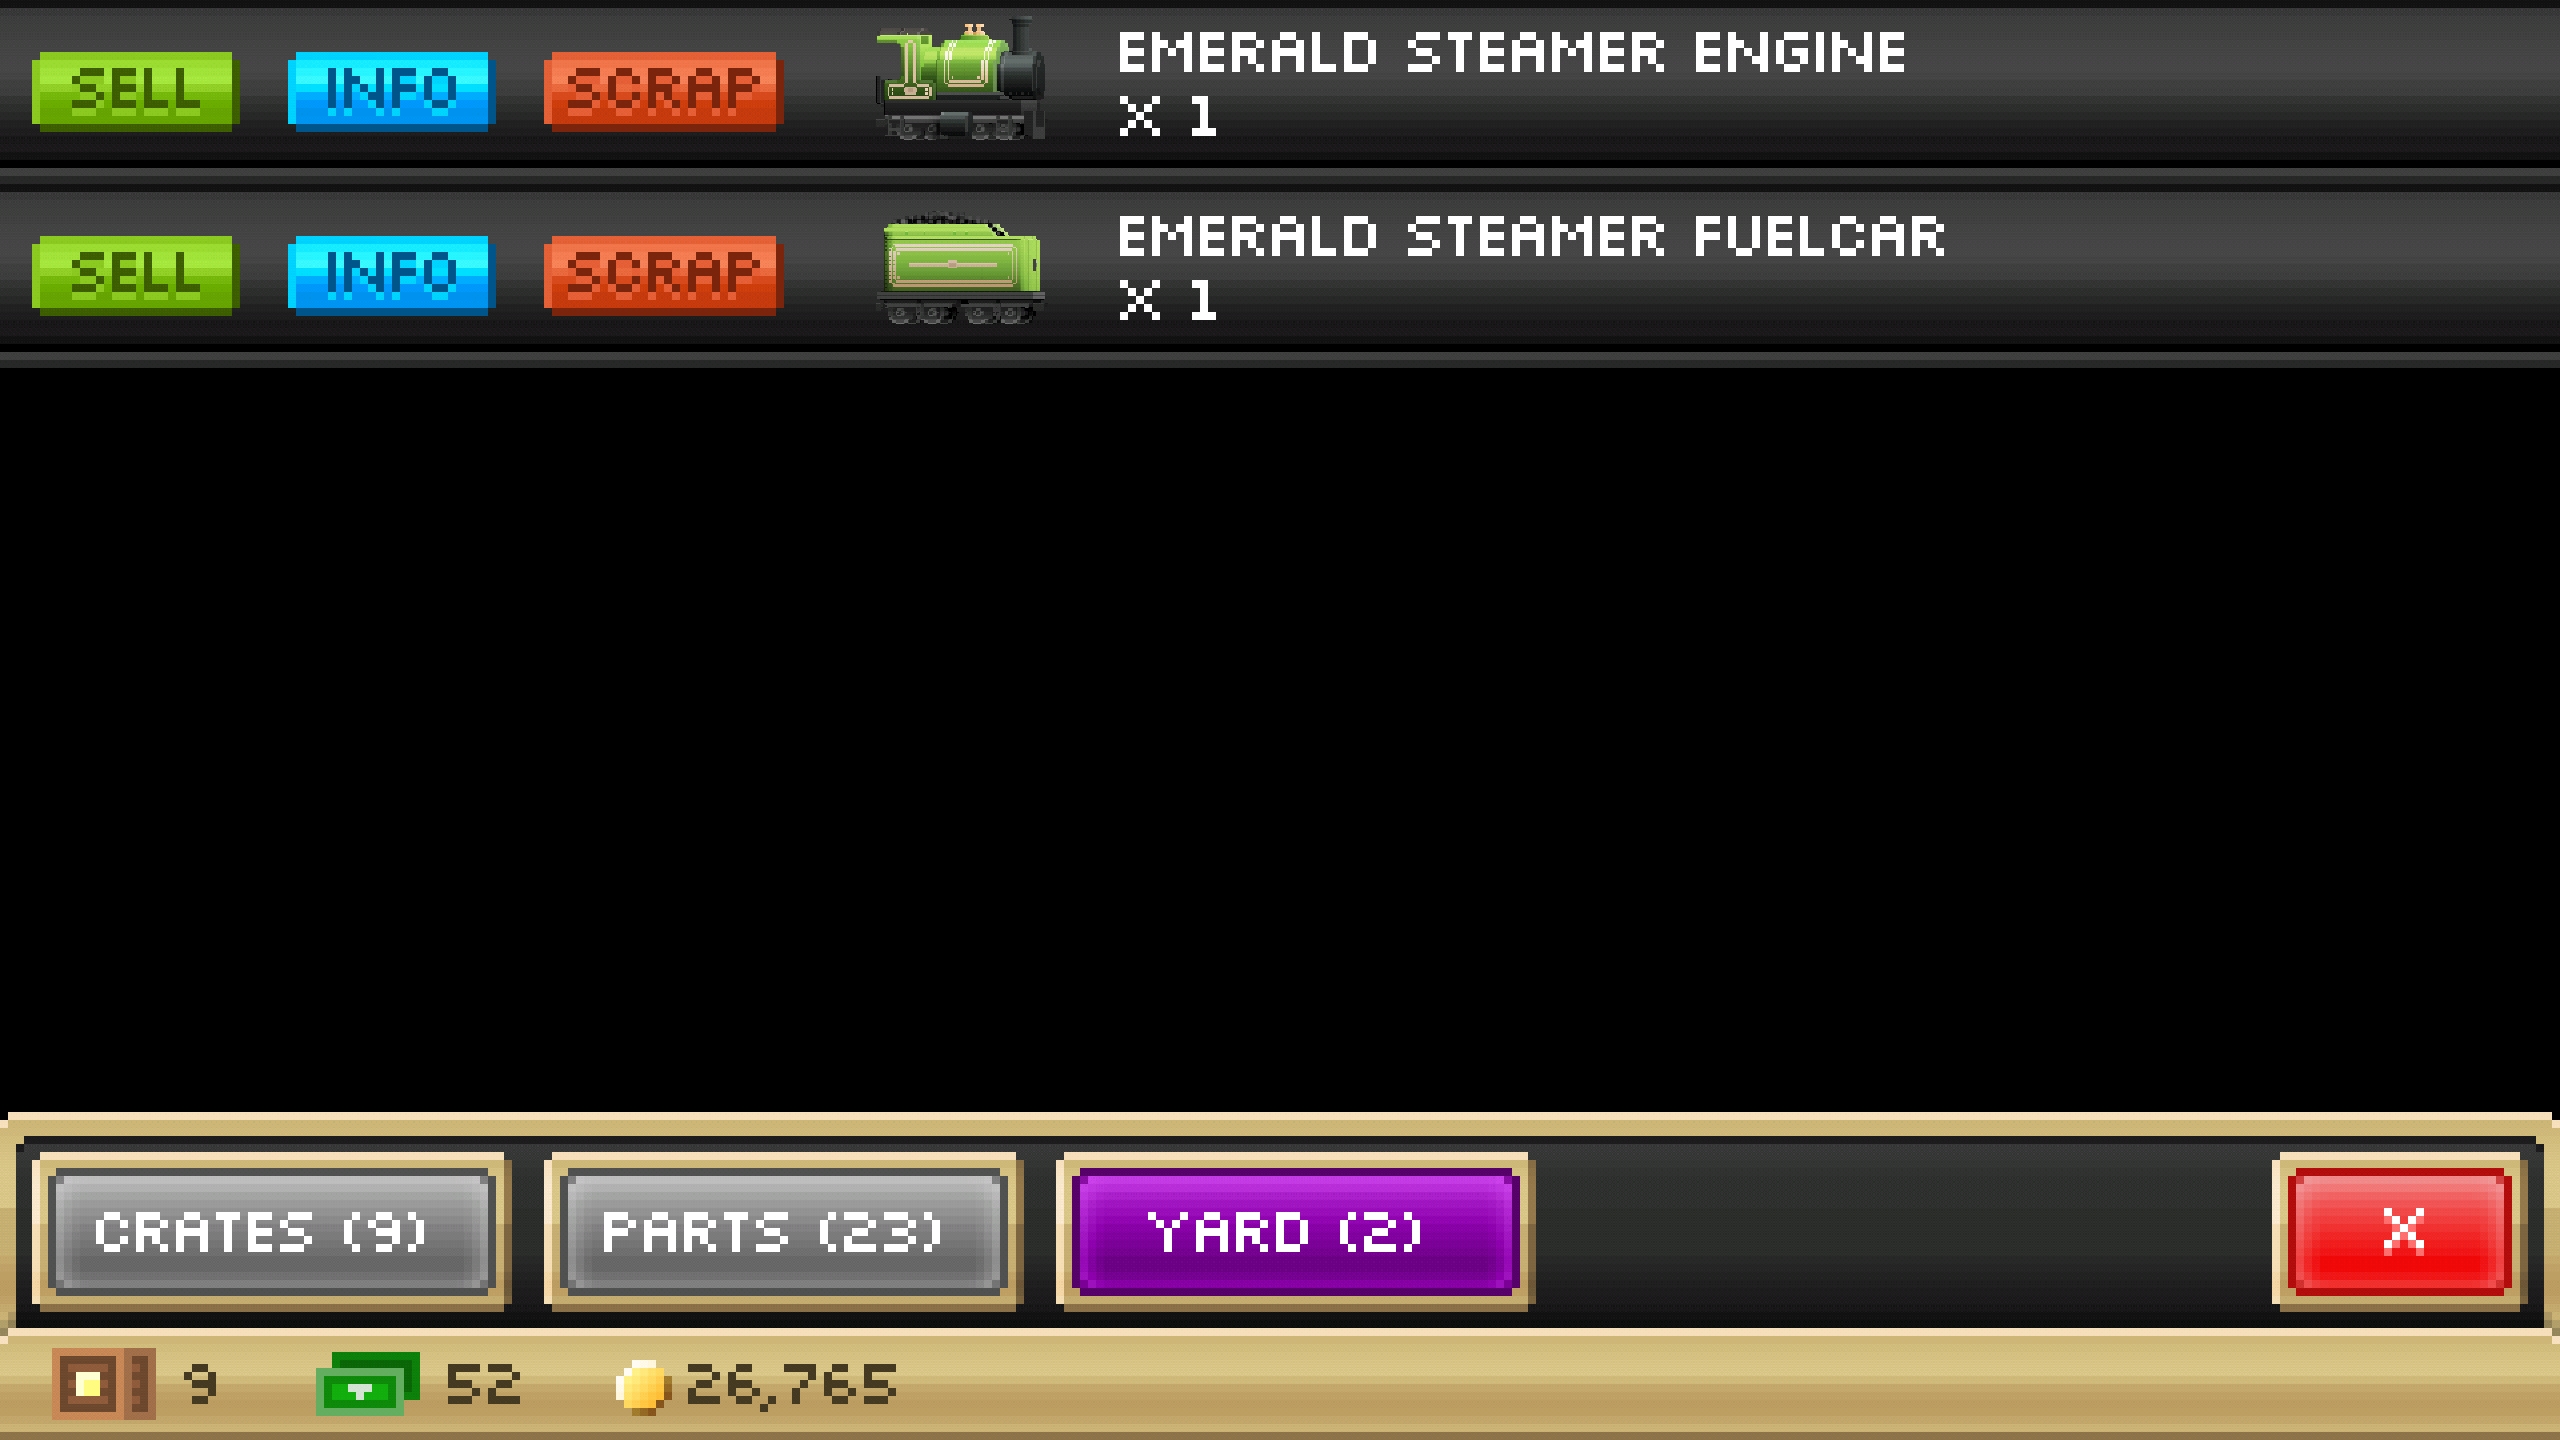 SELL INFO SCRAP EMERALD STEAMER ENGINE
X 1
SELL INFO SCRAP EMERALD STEAMER FUELCAR
X 1
CRATES (9) PARTS (23) YARD (2) X
9 52 26,765